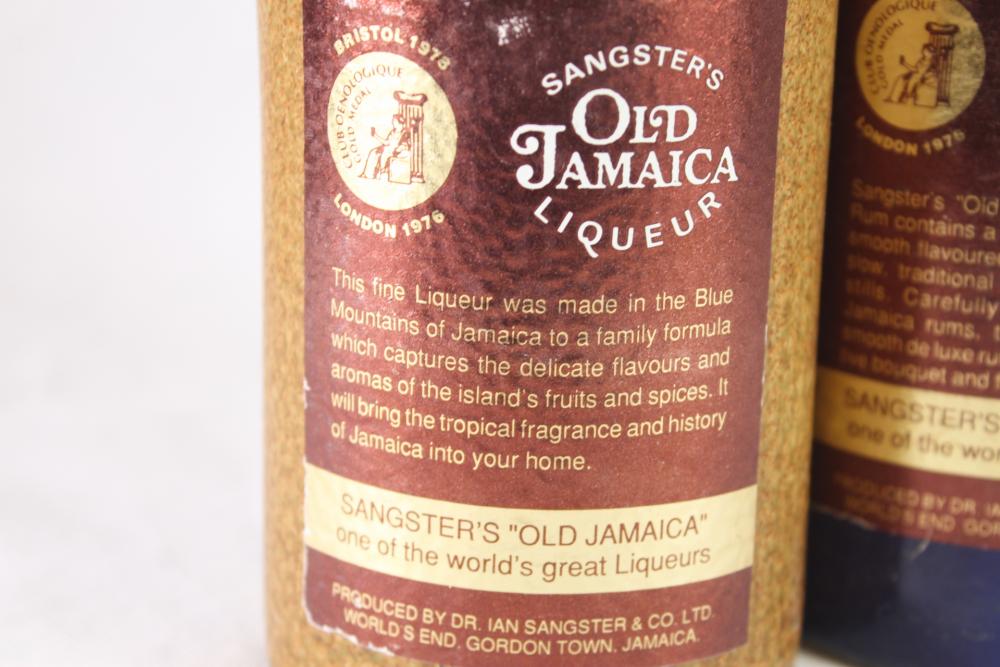 BRISTOL 1978
CLUB OENOLOGIQUE
GOLD MEDAL
LONDON 1976
SANGSTER'S
OLD
JAMAICA
LIQUEUR
This fine Liqueur was made in the Blue
Mountains of Jamaica to a family formula
which captures the delicate flavours and
aromas of the island's fruits and spices. It
will bring the tropical fragrance and history
of Jamaica into your home.
SANGSTER'S "OLD JAMAICA"
one of the world's great Liqueurs
PRODUCED BY DR. IAN SANGSTER & CO. LTD.
WORLD'S END. GORDON TOWN. JAMAICA.
CLUB OENOLOGIQUE
GOLD MEDAL
LONDON 1976
Sangster's "Old
Rum contains a
smooth flavoured
slow, traditional
stills. Carefully
Jamaica rums,
smooth de luxe
bouquet and
SANGSTER'S
one of the
PRODUCED BY DR.
WORLD'S END